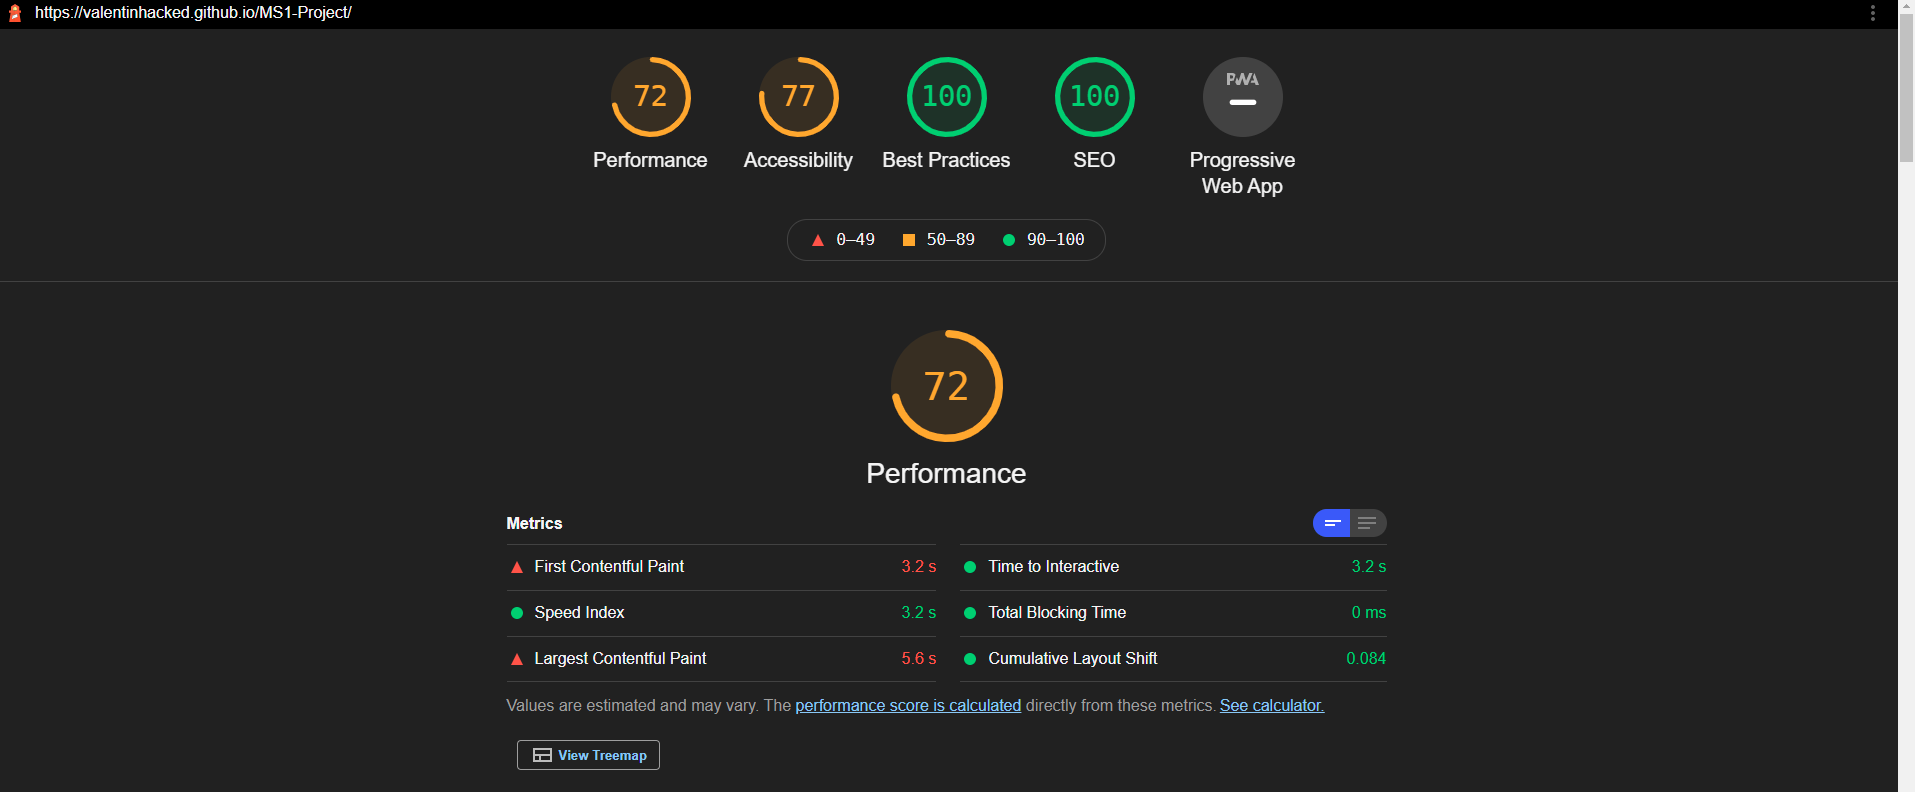 https://valentinhacked.github.io/MS1-Project/
72 77 100 100 PWA
Performance Accessibility Best Practices SEO Progressive
Web App
0–49 50–89 90–100
72
Performance
Metrics
First Contentful Paint 3.2 s
Time to Interactive 3.2 s
Speed Index 3.2 s
Total Blocking Time 0 ms
Largest Contentful Paint 5.6 s
Cumulative Layout Shift 0.084
Values are estimated and may vary. The performance score is calculated directly from these metrics. See calculator.
View Treemap